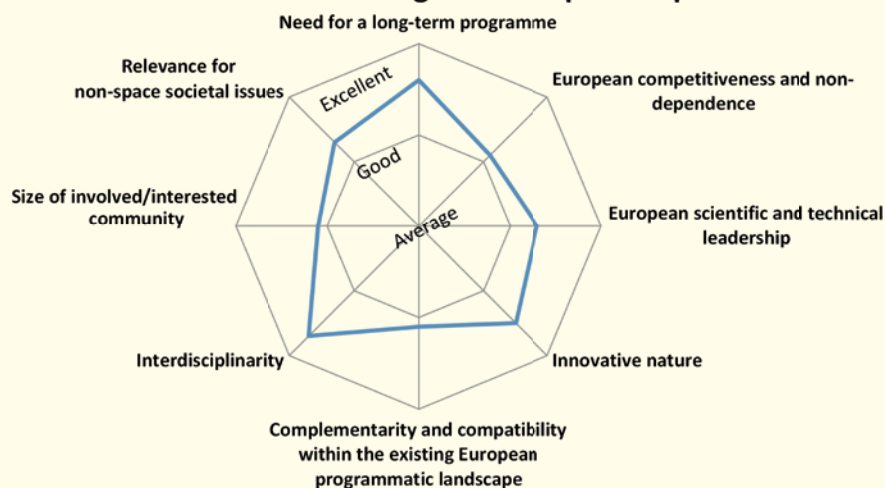 Need for a long-term programme
Relevance for
non-space societal issues
European competitiveness and non-
dependence
Excellent
Good
Average
Size of involved/interested
community
European scientific and technical
leadership
Interdisciplinarity
Innovative nature
Complementarity and compatibility
within the existing European
programmatic landscape